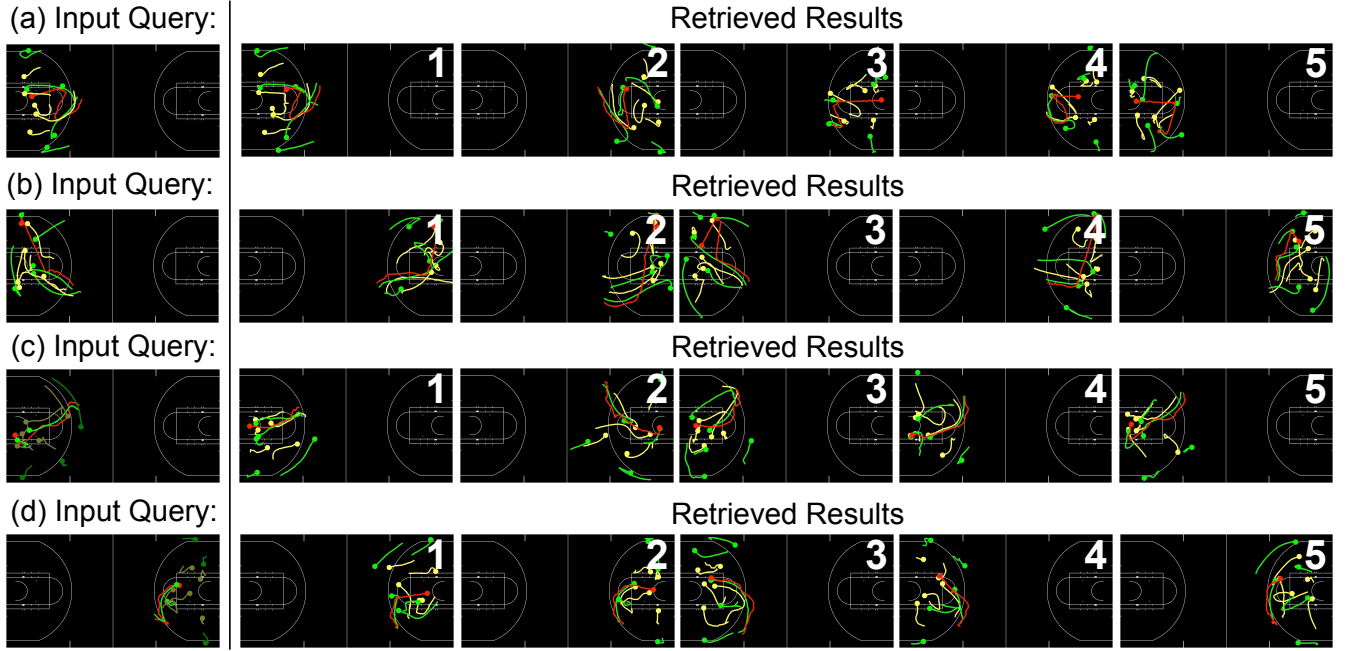 (a) Input Query:
Retrieved Results
1
2
3
4
5
(b) Input Query:
Retrieved Results
1
2
3
4
5
(c) Input Query:
Retrieved Results
1
2
3
4
5
(d) Input Query:
Retrieved Results
1
2
3
4
5